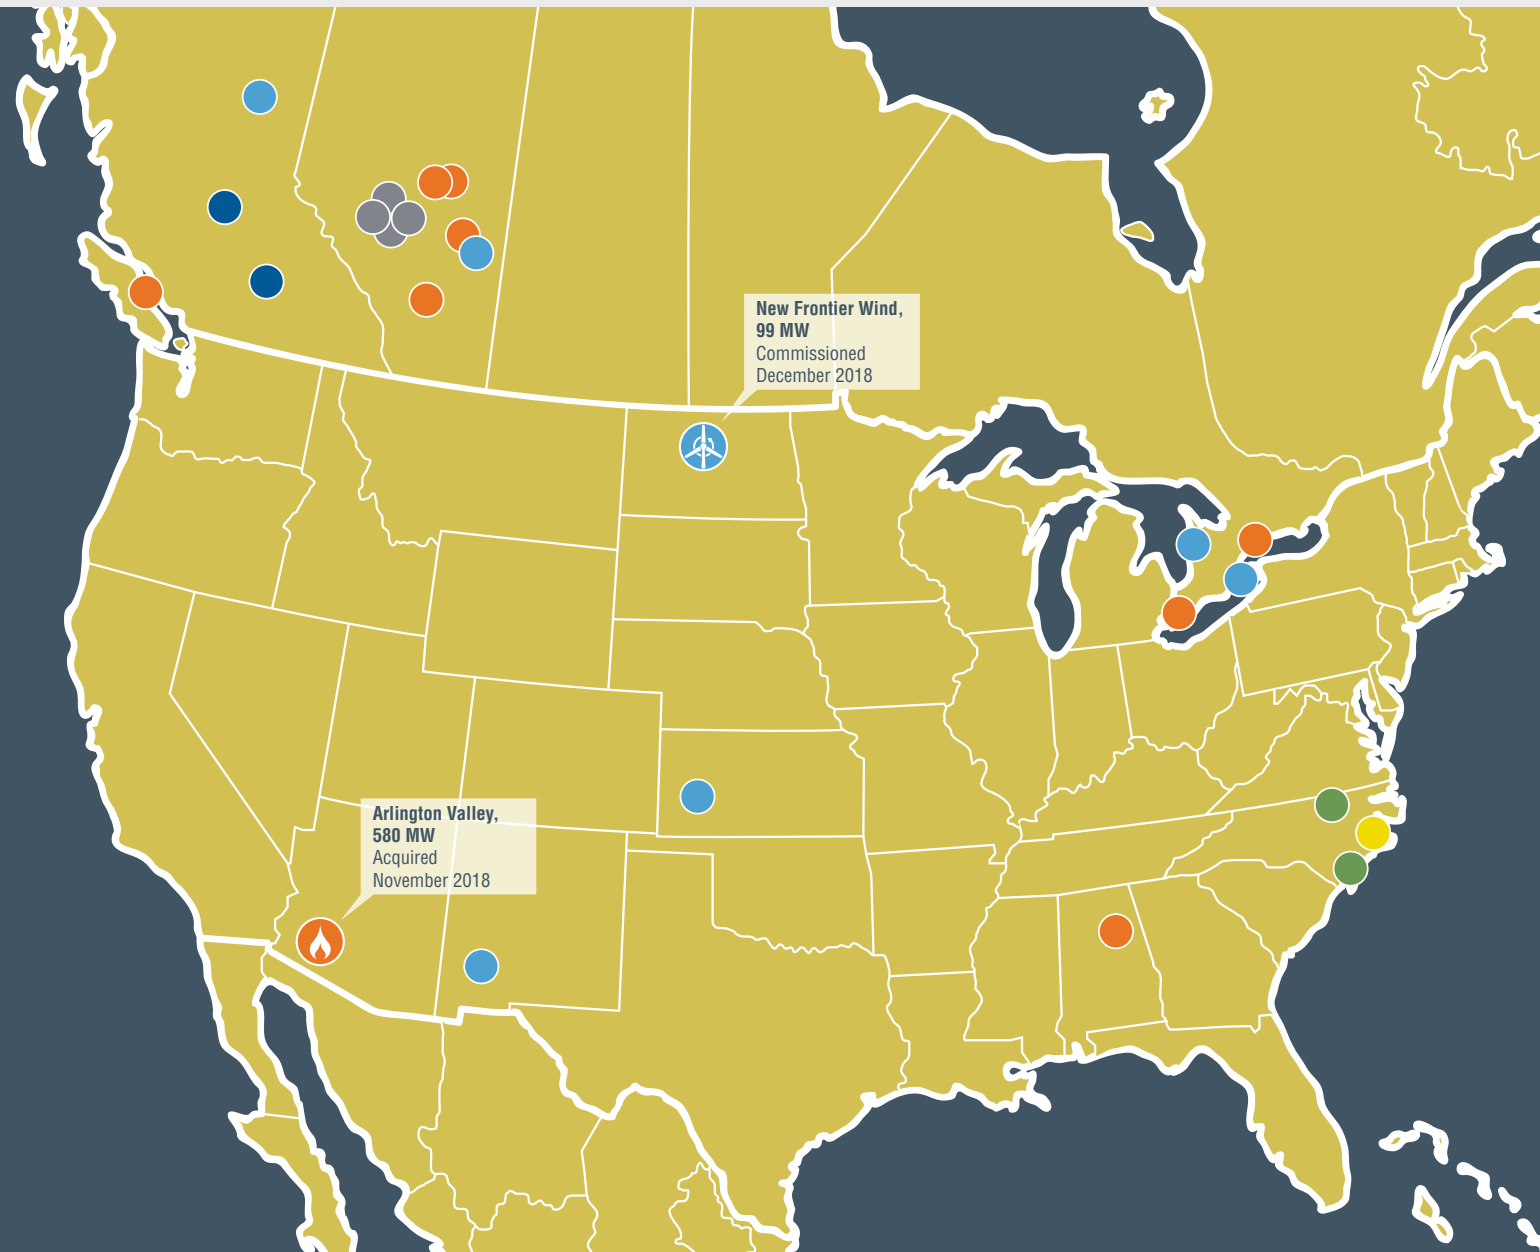 New Frontier Wind,
99 MW
Commissioned
December 2018
Arlington Valley,
580 MW
Acquired
November 2018